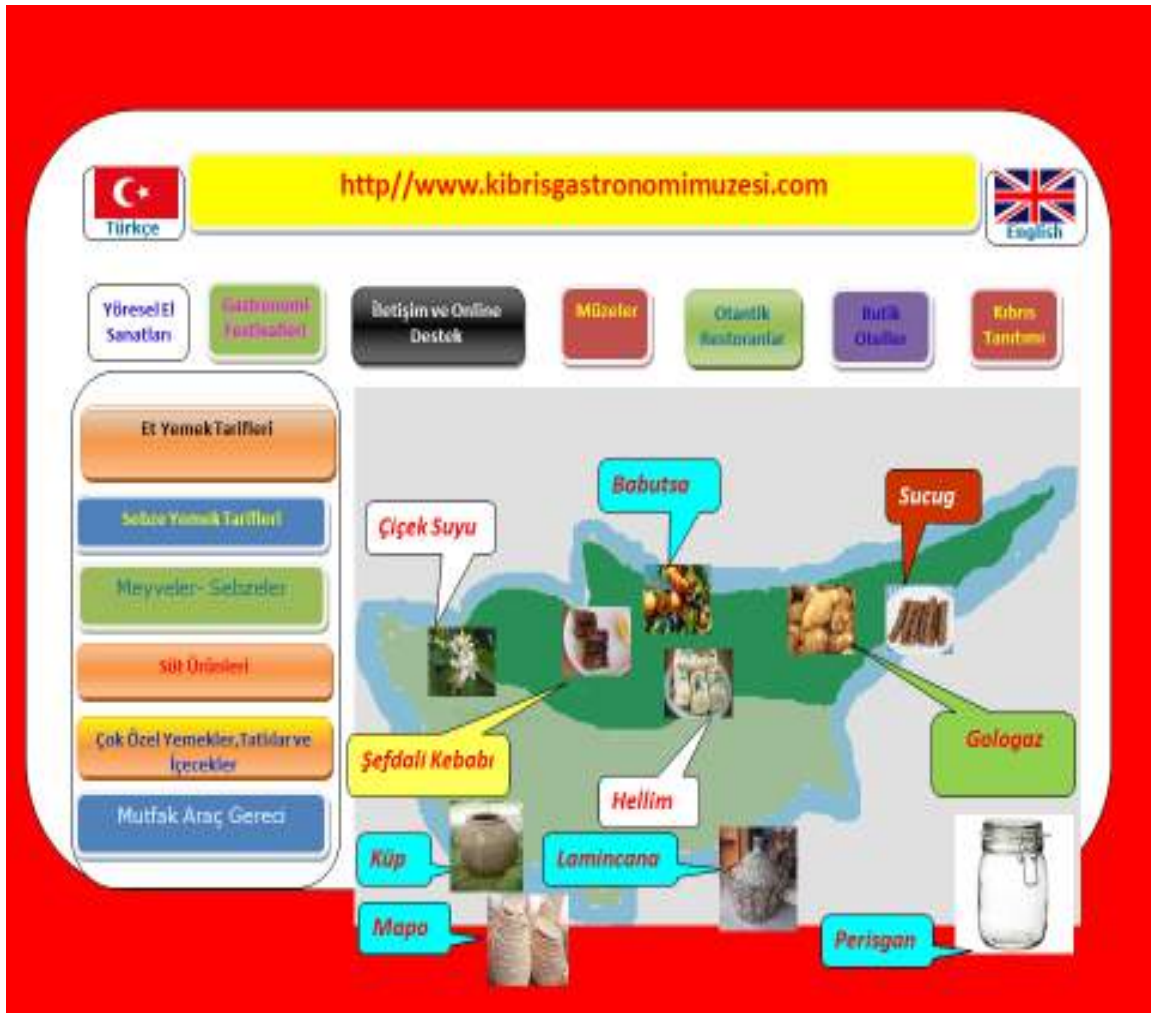 http//www.kibrisgastronomimuzesi.com
Türkçe
English
Yöresel El
Sanatları
Gastronomi
Festivalleri
İletişim ve Online
Destek
Müzeler
Otantik
Restoranlar
Butik
Oteller
Kıbrıs
Tanıtımı
Et Yemek Tarifleri
Sebze Yemek Tarifleri
Meyveler- Sebzeler
Süt Ürünleri
Çok Özel Yemekler,Tatlılar ve
İçecekler
Mutfak Araç Gereci
Çiçek Suyu
Babutsa
Sucug
Şefdali Kebabı
Hellim
Gologaz
Küp
Lamincana
Mapo
Perisgan